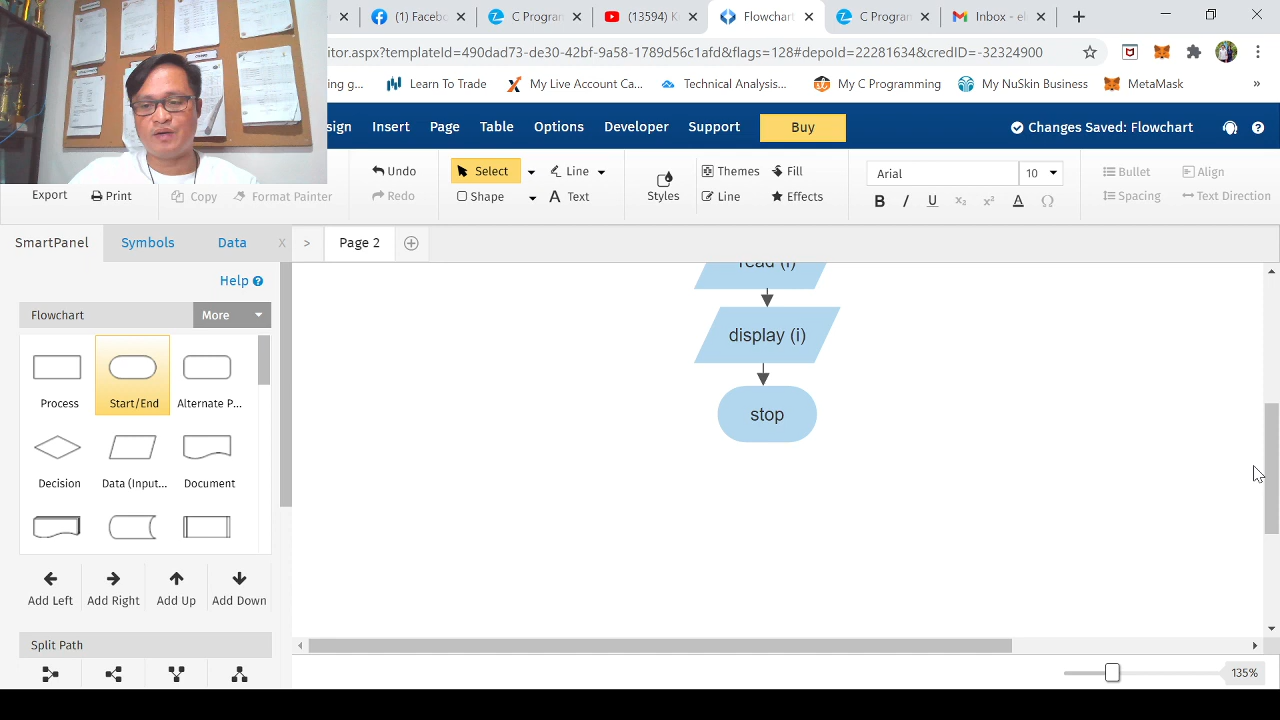 (1) Facebo
C Program
(13594) K
Flowchart
C Program
Inbox - el
itor.aspx?templateId=490dad73-de30-42bf-9a58-1789d56c1afd&flags=128#depoId=22281694&credID=-32324900
ing g...
Learn To Trade
My Live Account Ca...
Technical Analysis...
My C Programming
My NuSkin Business
MetaMask
»
sign
Insert
Page
Table
Options
Developer
Support
Buy
Changes Saved: Flowchart
Export
Print
Undo
Redo
Copy
Format Painter
Select
Line
Shape
Text
Styles
Themes
Fill
Line
Effects
Arial
10
B
I
U
Bullet
Align
Spacing
Text Direction
SmartPanel
Symbols
Data
X
>
Page 2
Help
Flowchart
More
Process
Start/End
Alternate P...
Decision
Data (Input...
Document
Add Left
Add Right
Add Up
Add Down
Split Path
read (i)
display (i)
stop
135%